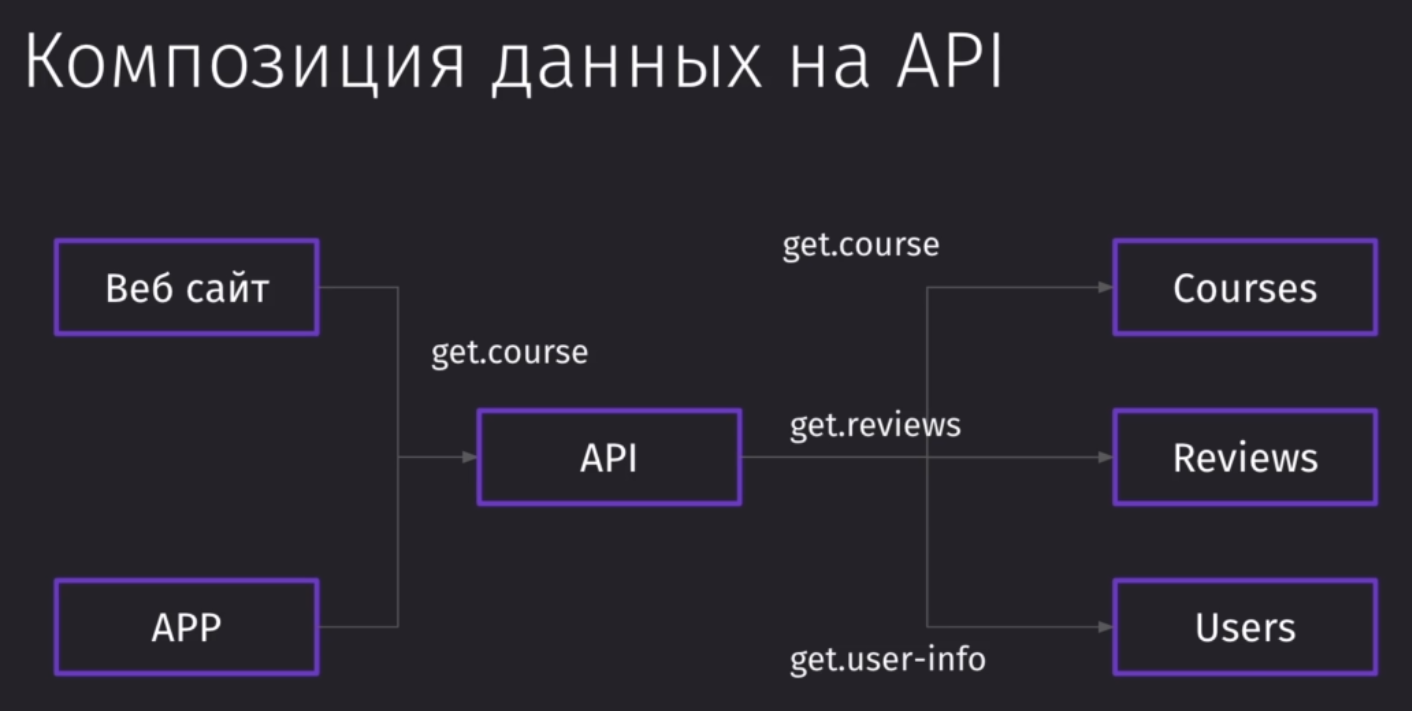 Композиция данных на API
get.course
Веб сайт
Courses
get.course
get.reviews
API
Reviews
APP
Users
get.user-info